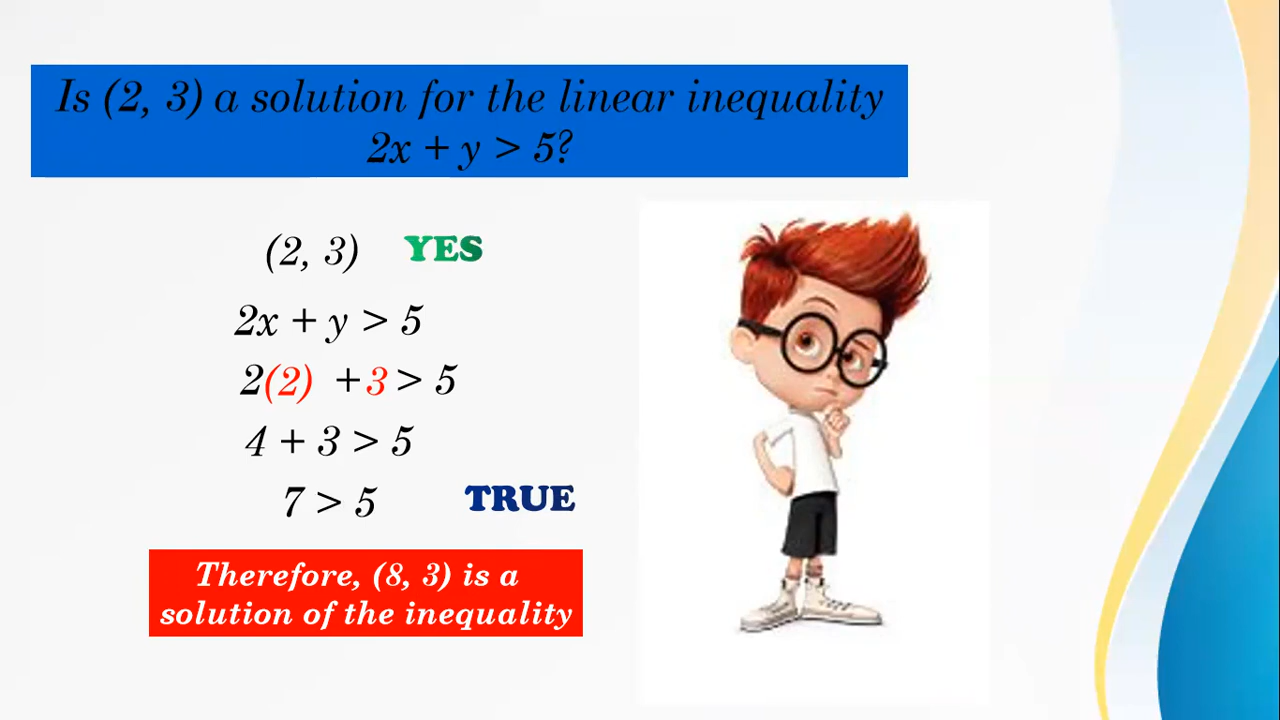 Is (2, 3) a solution for the linear inequality
2x + y > 5?
(2, 3) YES
2x + y > 5
2(2) + 3 > 5
4 + 3 > 5
7 > 5 TRUE
Therefore, (8, 3) is a
solution of the inequality